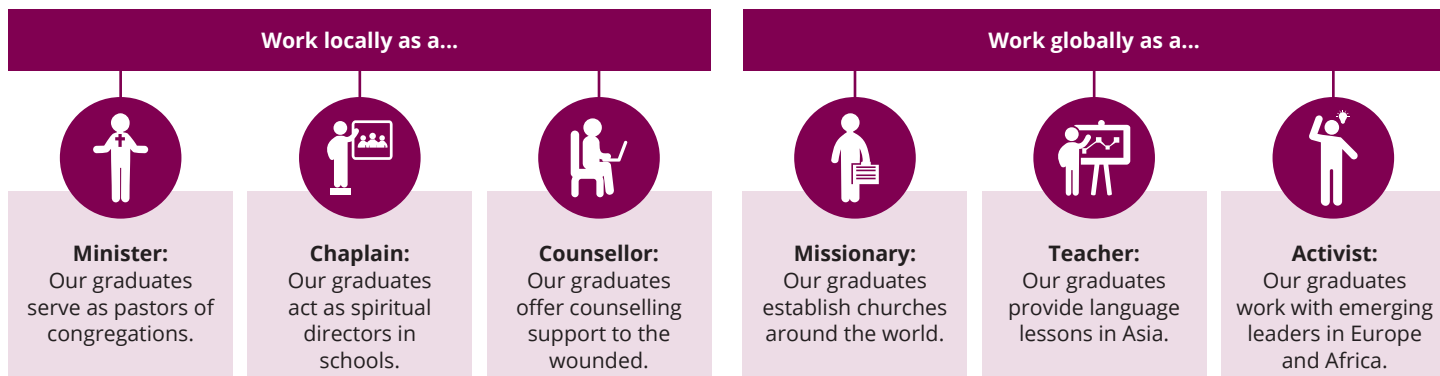 Work locally as a...
Minister:
Our graduates
serve as pastors of
congregations.
Chaplain:
Our graduates
act as spiritual
directors in
schools.
Counsellor:
Our graduates
offer counselling
support to the
wounded.
Work globally as a...
Missionary:
Our graduates
establish churches
around the world.
Teacher:
Our graduates
provide language
lessons in Asia.
Activist:
Our graduates
work with emerging
leaders in Europe
and Africa.